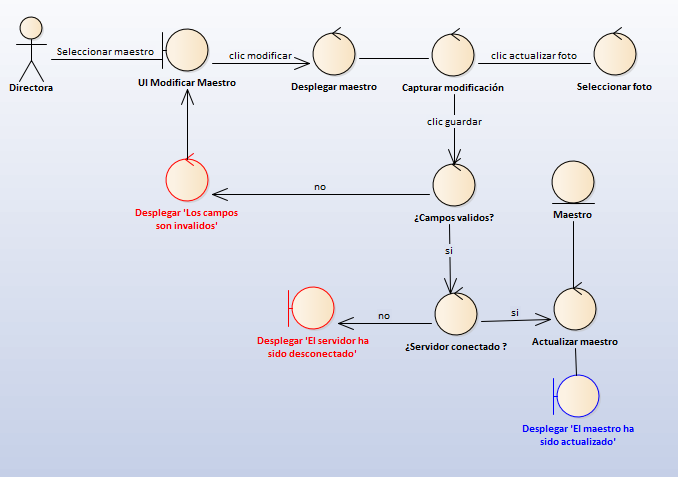 Seleccionar maestro
clic modificar
clic actualizar foto
Directora
UI Modificar Maestro
Desplegar maestro
Capturar modificación
Seleccionar foto
clic guardar
no
Desplegar 'Los campos
son invalidos'
¿Campos validos?
Maestro
si
no
si
Desplegar 'El servidor ha
sido desconectado'
¿Servidor conectado ?
Actualizar maestro
Desplegar 'El maestro ha
sido actualizado'